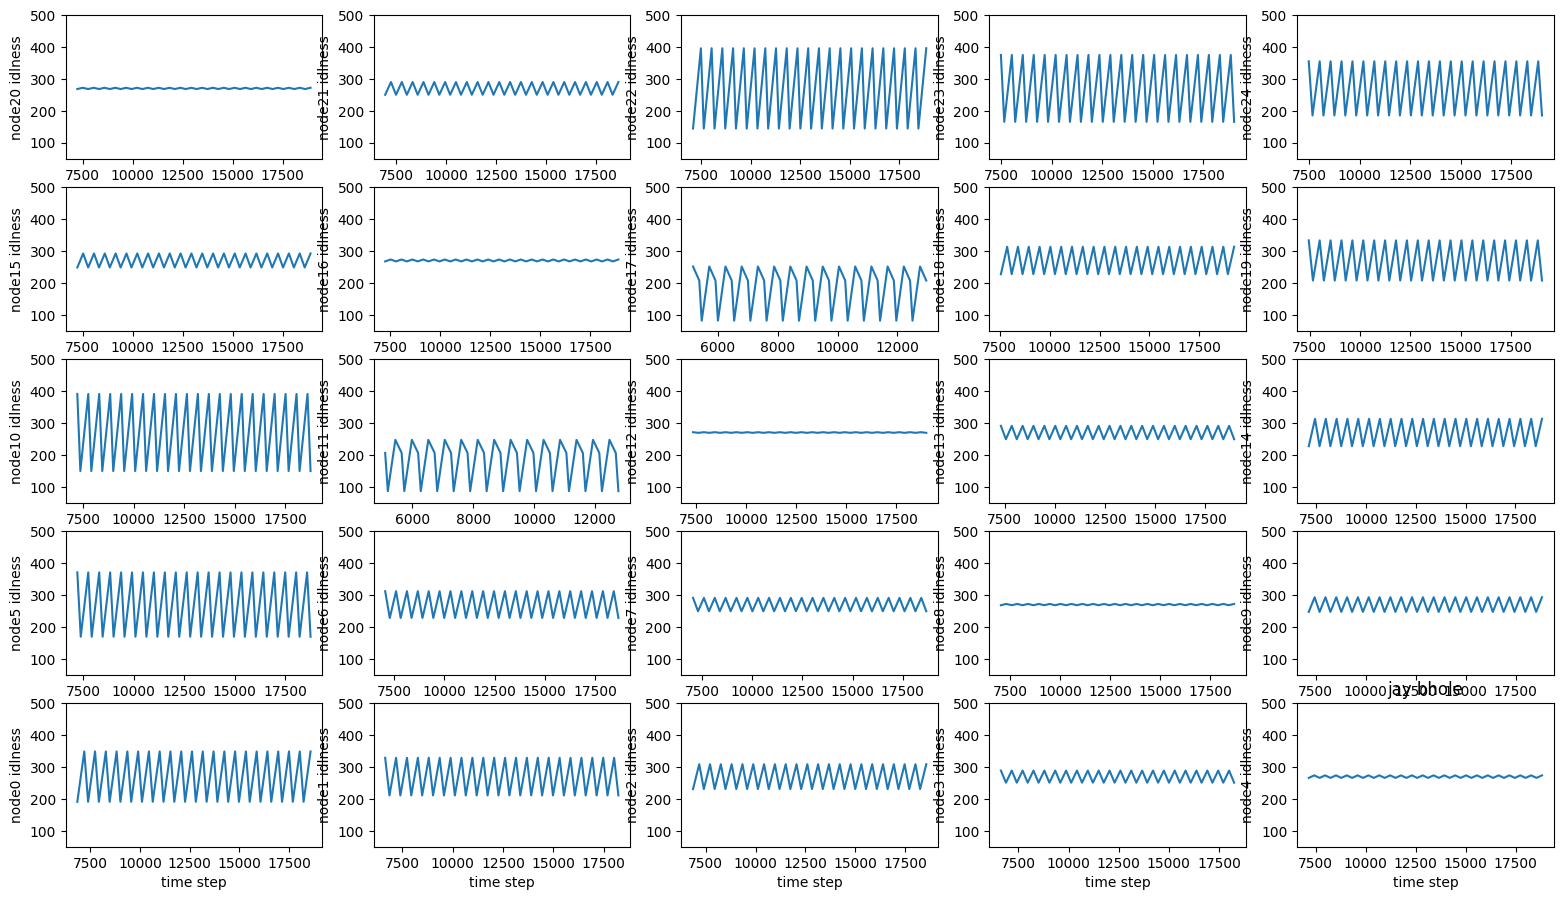 500 500 500 500 500
400 400 400 400 400
300 300 300 300 300
200 200 200 200 200
100 100 100 100 100
node20 idlness node21 idlness node22 idlness node23 idlness node24 idlness
7500 10000 12500 15000 17500 7500 10000 12500 15000 17500 7500 10000 12500 15000 17500 7500 10000 12500 15000 17500 7500 10000 12500 15000 17500
500 500 500 500 500
400 400 400 400 400
300 300 300 300 300
200 200 200 200 200
100 100 100 100 100
node15 idlness node16 idlness node17 idlness node18 idlness node19 idlness
7500 10000 12500 15000 17500 7500 10000 12500 15000 17500 6000 8000 10000 12000 7500 10000 12500 15000 17500 7500 10000 12500 15000 17500
500 500 500 500 500
400 400 400 400 400
300 300 300 300 300
200 200 200 200 200
100 100 100 100 100
node10 idlness node11 idlness node12 idlness node13 idlness node14 idlness
7500 10000 12500 15000 17500 6000 8000 10000 12000 7500 10000 12500 15000 17500 7500 10000 12500 15000 17500 7500 10000 12500 15000 17500
500 500 500 500 500
400 400 400 400 400
300 300 300 300 300
200 200 200 200 200
100 100 100 100 100
node5 idlness node6 idlness node7 idlness node8 idlness node9 idlness
7500 10000 12500 15000 17500 7500 10000 12500 15000 17500 7500 10000 12500 15000 17500 7500 10000 12500 15000 17500 7500 10000 12500 15000 17500
jay bhole
500 500 500 500 500
400 400 400 400 400
300 300 300 300 300
200 200 200 200 200
100 100 100 100 100
node0 idlness node1 idlness node2 idlness node3 idlness node4 idlness
7500 10000 12500 15000 17500 7500 10000 12500 15000 17500 7500 10000 12500 15000 17500 7500 10000 12500 15000 17500 7500 10000 12500 15000 17500
time step time step time step time step time step